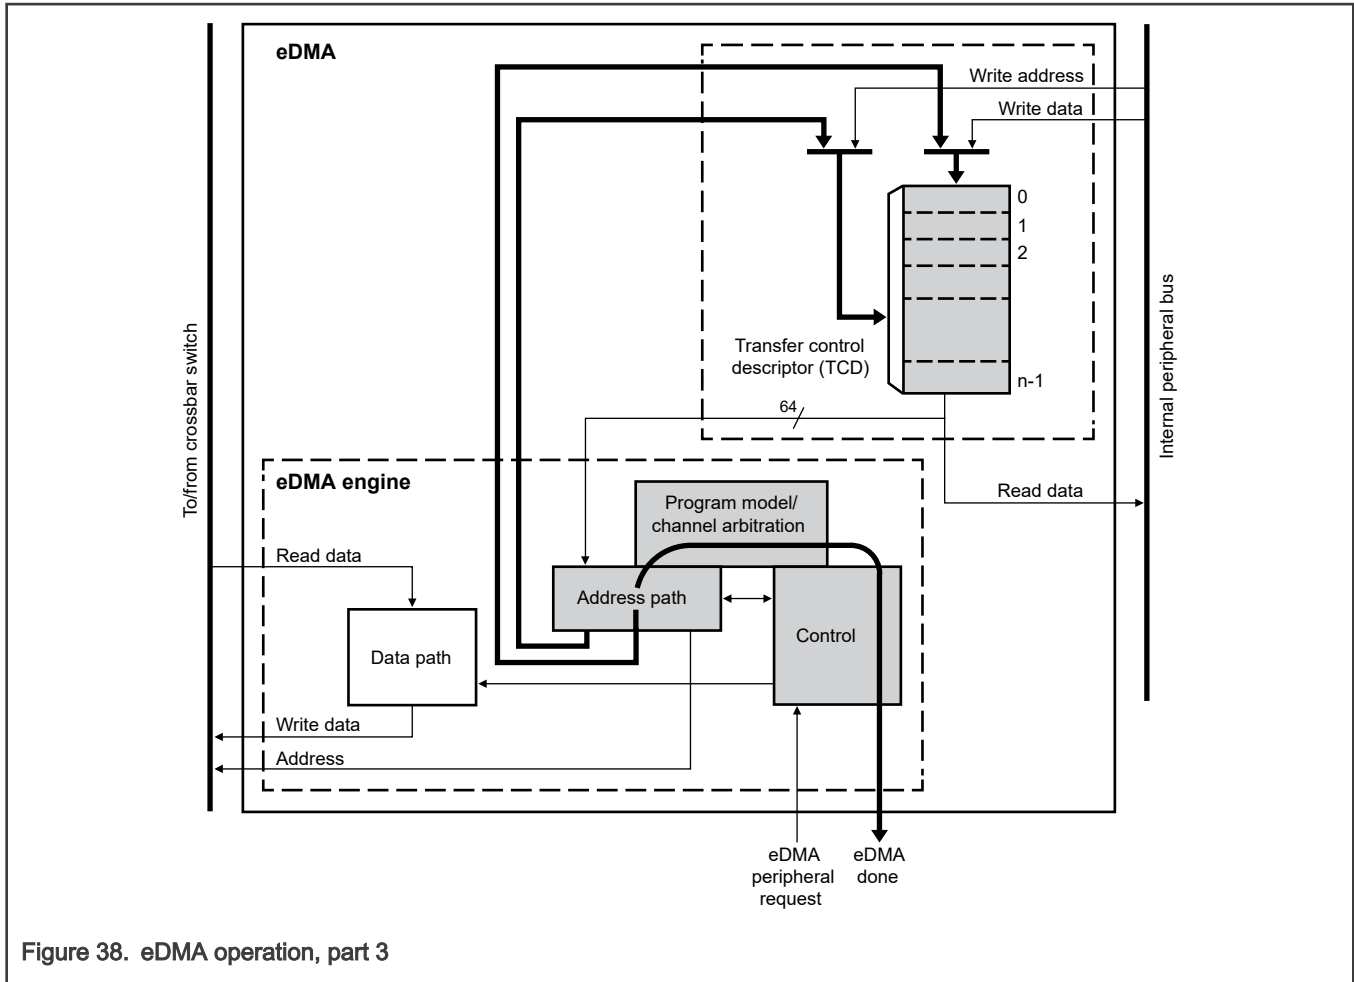 eDMA
Write address
Write data
0
1
2
n-1
Transfer control
descriptor (TCD)
64
To/from crossbar switch
Internal peripheral bus
eDMA engine
Program model/
channel arbitration
Read data
Read data
Address path
Control
Data path
Write data
Address
eDMA
peripheral
request
eDMA
done
Figure 38. eDMA operation, part 3